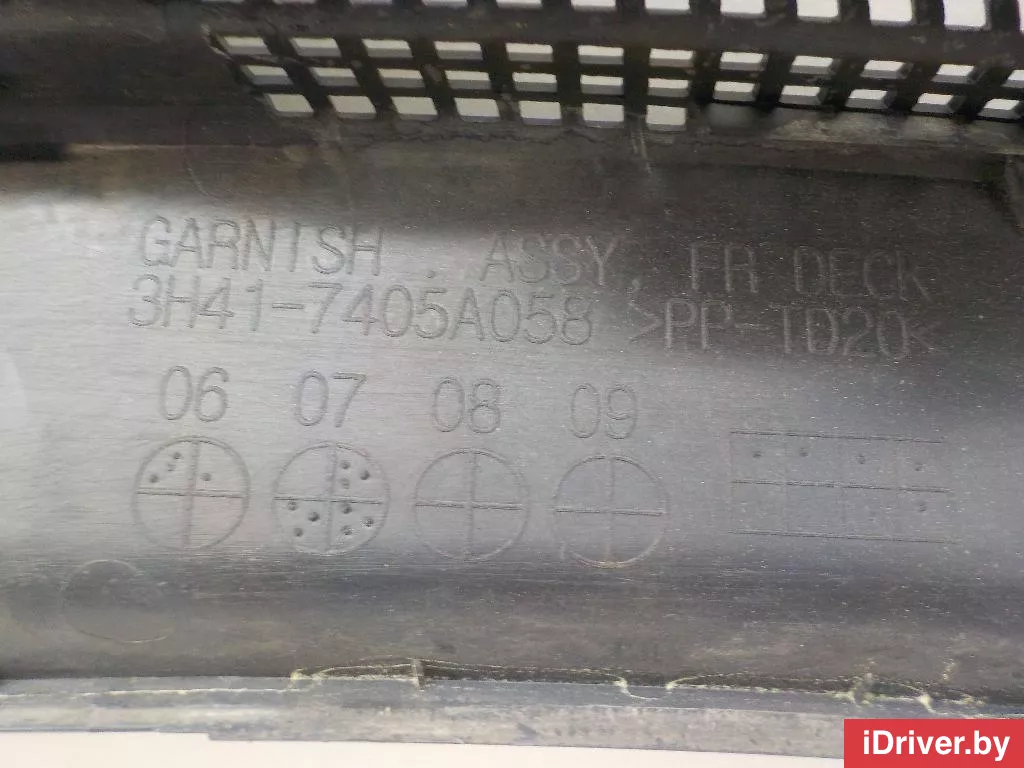 GARNISH . ASSY, FR DECK
3H41-7405A058 >PP-TD20<
06 07 08 09
iDriver.by